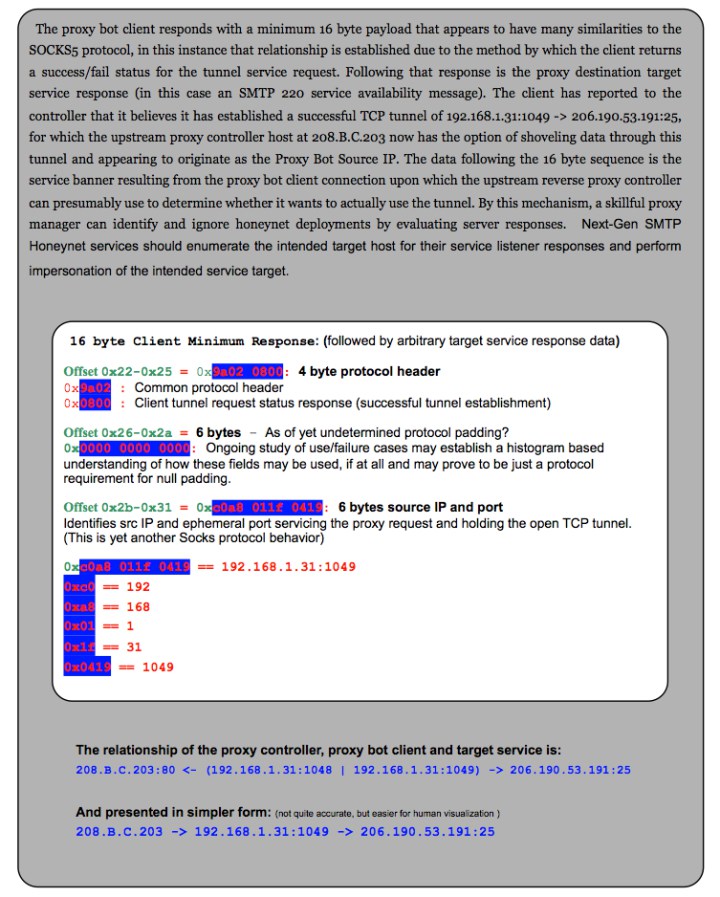 The proxy bot client responds with a minimum 16 byte payload that appears to have many similarities to the
SOCKS5 protocol, in this instance that relationship is established due to the method by which the client returns
a success/fail status for the tunnel service request. Following that response is the proxy destination target
service response (in this case an SMTP 220 service availability message). The client has reported to the
controller that it believes it has established a successful TCP tunnel of 192.168.1.31:1049 -> 206.190.53.191:25,
for which the upstream proxy controller host at 208.B.C.203 now has the option of shoveling data through this
tunnel and appearing to originate as the Proxy Bot Source IP. The data following the 16 byte sequence is the
service banner resulting from the proxy bot client connection upon which the upstream reverse proxy controller
can presumably use to determine whether it wants to actually use the tunnel. By this mechanism, a skillful proxy
manager can identify and ignore honeynet deployments by evaluating server responses. Next-Gen SMTP
Honeynet services should enumerate the intended target host for their service listener responses and perform
impersonation of the intended service target.
16 byte Client Minimum Response: (followed by arbitrary target service response data)
Offset 0x22-0x25 = 0x9a02 0800: 4 byte protocol header
0x9a02 : Common protocol header
0x0800 : Client tunnel request status response (successful tunnel establishment)
Offset 0x26-0x2a = 6 bytes – As of yet undetermined protocol padding?
0x0000 0000 0000: Ongoing study of use/failure cases may establish a histogram based
understanding of how these fields may be used, if at all and may prove to be just a protocol
requirement for null padding.
Offset 0x2b-0x31 = 0xc0a8 011f 0419: 6 bytes source IP and port
Identifies src IP and ephemeral port servicing the proxy request and holding the open TCP tunnel.
(This is yet another Socks protocol behavior)
0xc0a8 011f 0419 == 192.168.1.31:1049
0xc0 == 192
0xa8 == 168
0x01 == 1
0x1f == 31
0x0419 == 1049
The relationship of the proxy controller, proxy bot client and target service is:
208.B.C.203:80 <- (192.168.1.31:1048 | 192.168.1.31:1049) -> 206.190.53.191:25
And presented in simpler form: (not quite accurate, but easier for human visualization )
208.B.C.203 -> 192.168.1.31:1049 -> 206.190.53.191:25